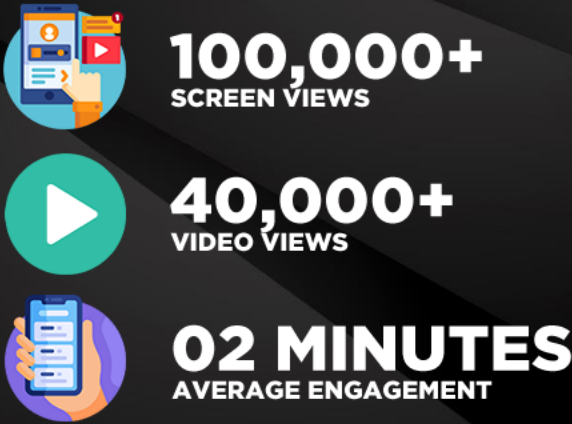 100,000+
SCREEN VIEWS
40,000+
VIDEO VIEWS
02 MINUTES
AVERAGE ENGAGEMENT